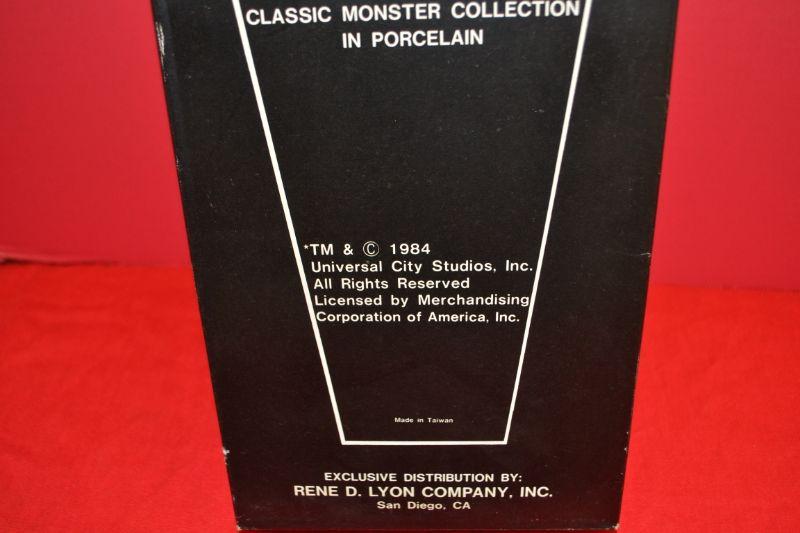 CLASSIC MONSTER COLLECTION
IN PORCELAIN
*TM & © 1984
Universal City Studios, Inc.
All Rights Reserved
Licensed by Merchandising
Corporation of America, Inc.
Made in Taiwan
EXCLUSIVE DISTRIBUTION BY:
RENE D. LYON COMPANY, INC.
San Diego, CA